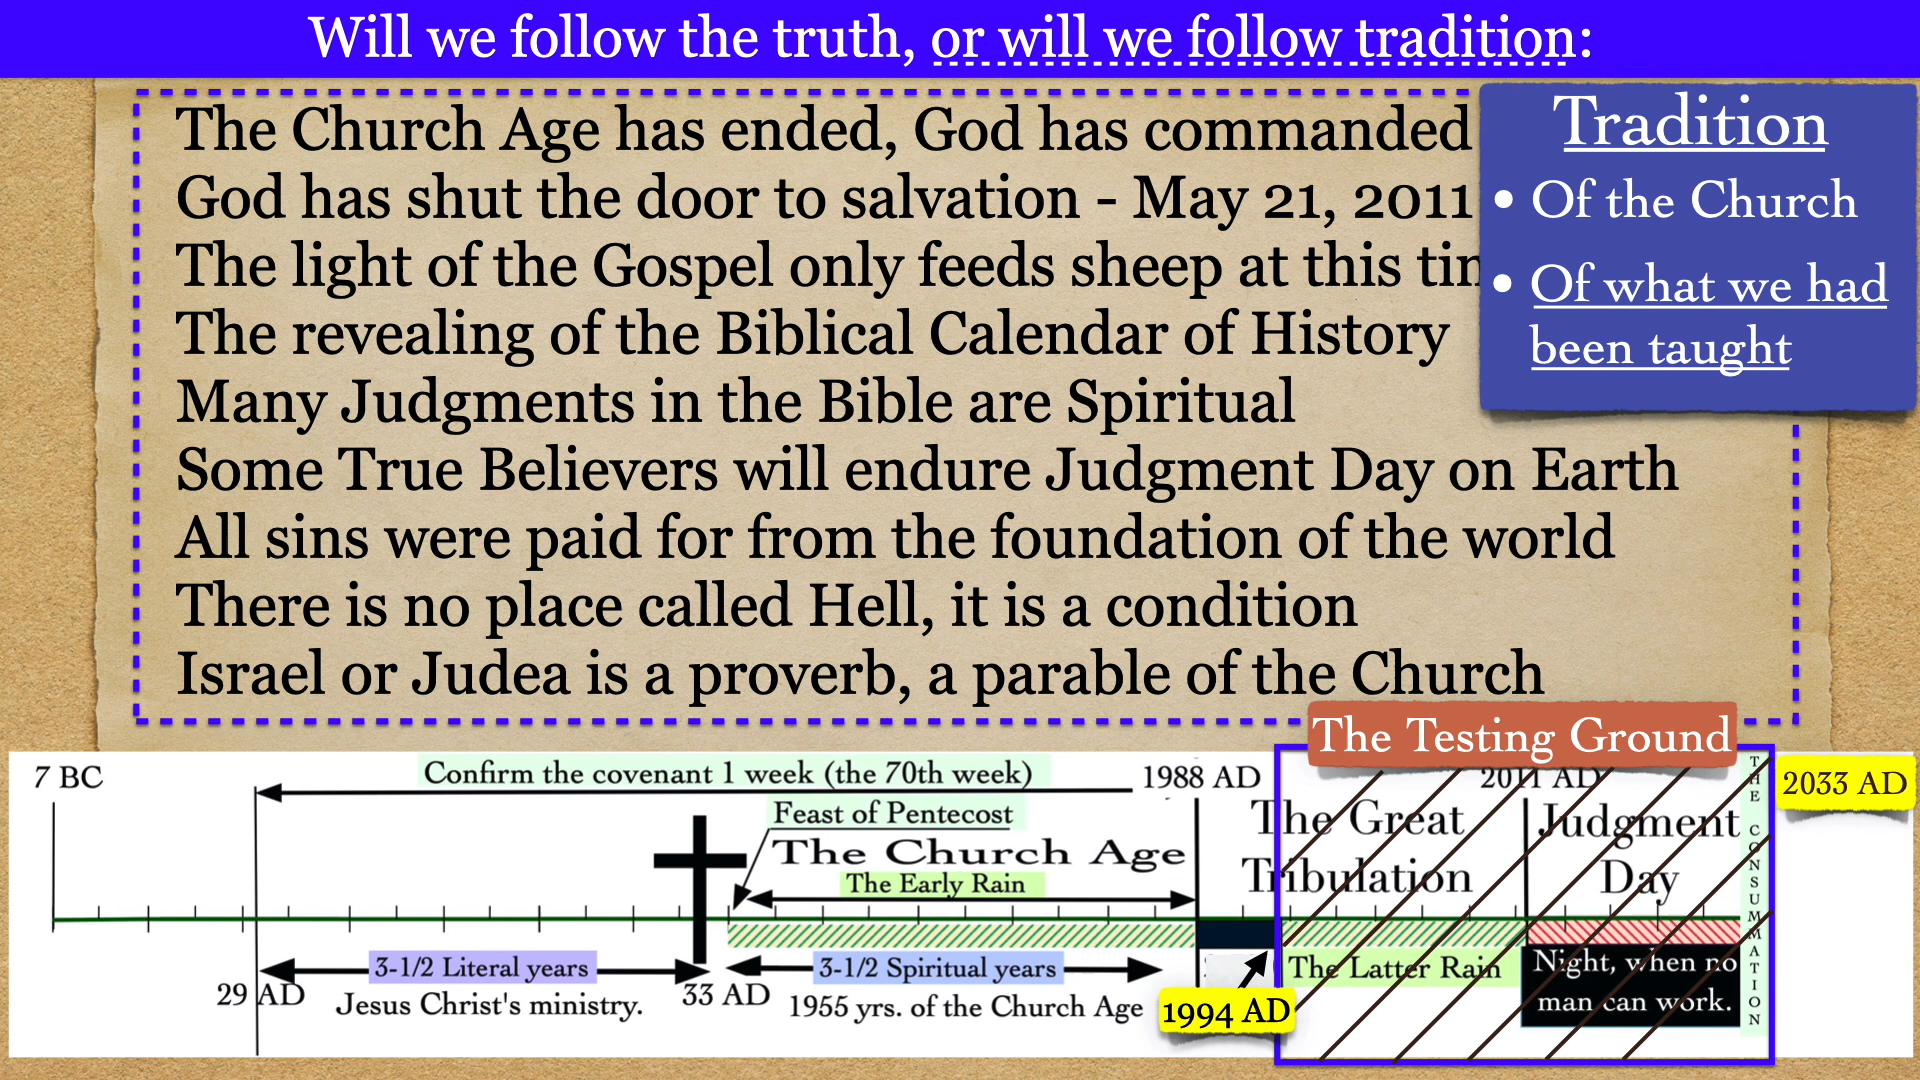 Will we follow the truth, or will we follow tradition:
The Church Age has ended, God has commanded
God has shut the door to salvation - May 21, 2011
The light of the Gospel only feeds sheep at this
The revealing of the Biblical Calendar of History
Many Judgments in the Bible are Spiritual
Some True Believers will endure Judgment Day on Earth
All sins were paid for from the foundation of the world
There is no place called Hell, it is a condition
Israel or Judea is a proverb, a parable of the Church
Tradition
• Of the Church
• Of what we had
been taught
The Testing Ground
7 BC
Confirm the covenant 1 week (the 70th week)
1988 AD
2011 AD
2033 AD
Feast of Pentecost
The Church Age
The Early Rain
The Great
Tribulation
Judgment
Day
THE CONSUMMATION
3-1/2 Literal years
3-1/2 Spiritual years
The Latter Rain
Night, when no
man can work.
29 AD
Jesus Christ's ministry.
33 AD
1955 yrs. of the Church Age
1994 AD